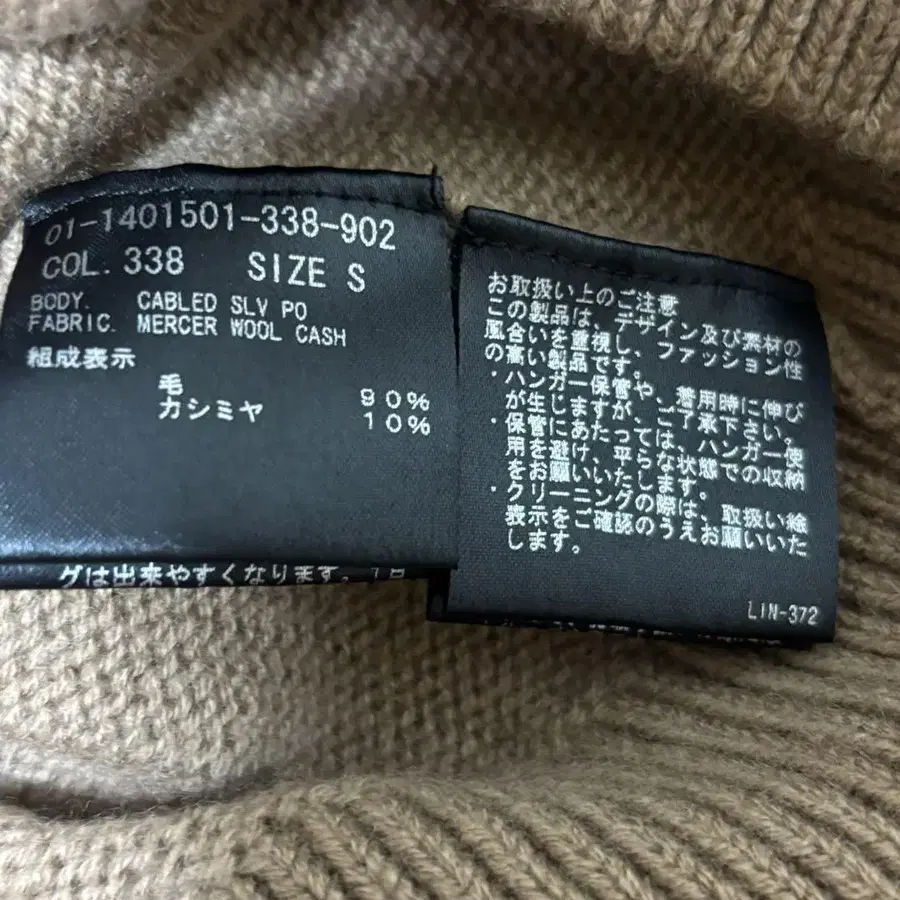 01-1401501-338-902
COL. 338 SIZE S
BODY. CABLED SLV PO
FABRIC. MERCER WOOL CASH
組成表示
毛 90%
カシミヤ 10%
グは出来やすくなります。
お取扱い上のご注意
この製品は、デザイン及び素材の
風合いを重視し、ファッション性
の高い製品です。
・ハンガー保管や、着用時に伸び
が生じますが、ご了承下さい。
・保管にあたっては、ハンガー使
用を避け、平らな状態での収納
をお願いいたします。
・クリーニングの際は、取扱い絵
表示をご確認のうえお願いいた
します。
LIN-372